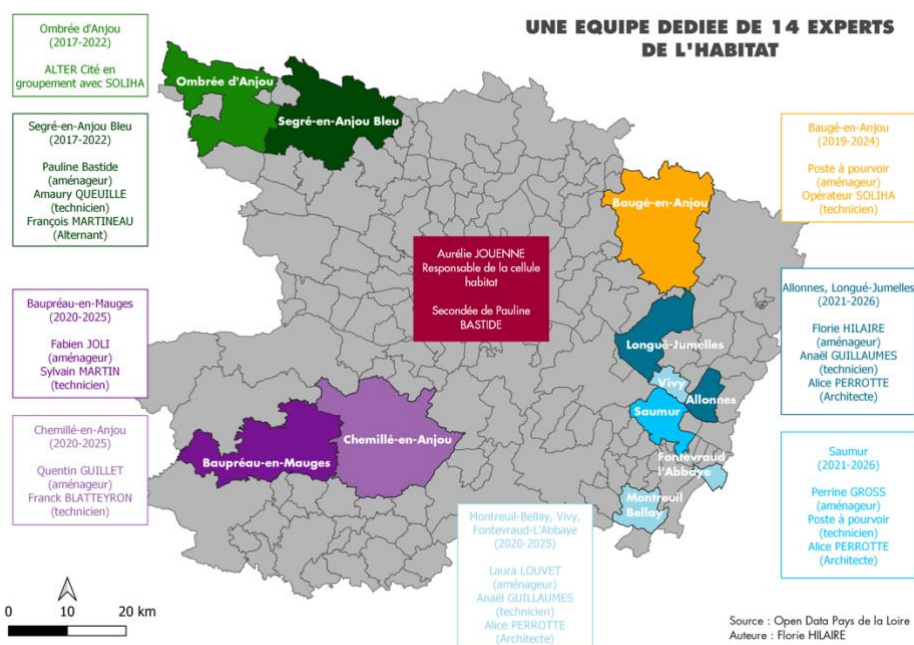 UNE EQUIPE DEDIEE DE 14 EXPERTS
DE L'HABITAT
Ombrée d'Anjou
(2017-2022)
ALTER Cité en
groupement avec SOLIHA
Segré-en-Anjou Bleu
(2017-2022)
Pauline Bastide
(aménageur)
Amaury QUEUILLE
(technicien)
François MARTINEAU
(Alternant)
Baupréau-en-Mauges
(2020-2025)
Fabien JOLI
(aménageur)
Sylvain MARTIN
(technicien)
Chemillé-en-Anjou
(2020-2025)
Quentin GUILLET
(aménageur)
Franck BLATTEYRON
(technicien)
Ombrée d'Anjou
Segré-en-Anjou Bleu
Baugé-en-Anjou
Aurélie JOUENNE
Responsable de la cellule
habitat
Secondée de Pauline
BASTIDE
Longué-Jumelles
Vivy
Allonnes
Saumur
Fontevraud
l'Abbaye
Montreuil
Bellay
Chemillé-en-Anjou
Baupréau-en-Mauges
Baugé-en-Anjou
(2019-2024)
Poste à pourvoir
(aménageur)
Opérateur SOLIHA
(technicien)
Allonnes, Longué-Jumelles
(2021-2026)
Florie HILAIRE
(aménageur)
Anaël GUILLAUMES
(technicien)
Alice PERROTTE
(Architecte)
Saumur
(2021-2026)
Perrine GROSS
(aménageur)
Poste à pourvoir
(technicien)
Alice PERROTTE
(Architecte)
Montreuil-Bellay, Vivy,
Fontevraud-L'Abbaye
(2020-2025)
Laura LOUVET
(aménageur)
Anaël GUILLAUMES
(technicien)
Alice PERROTTE
(Architecte)
0 10 20 km
Source : Open Data Pays de la Loire
Auteure : Florie HILAIRE